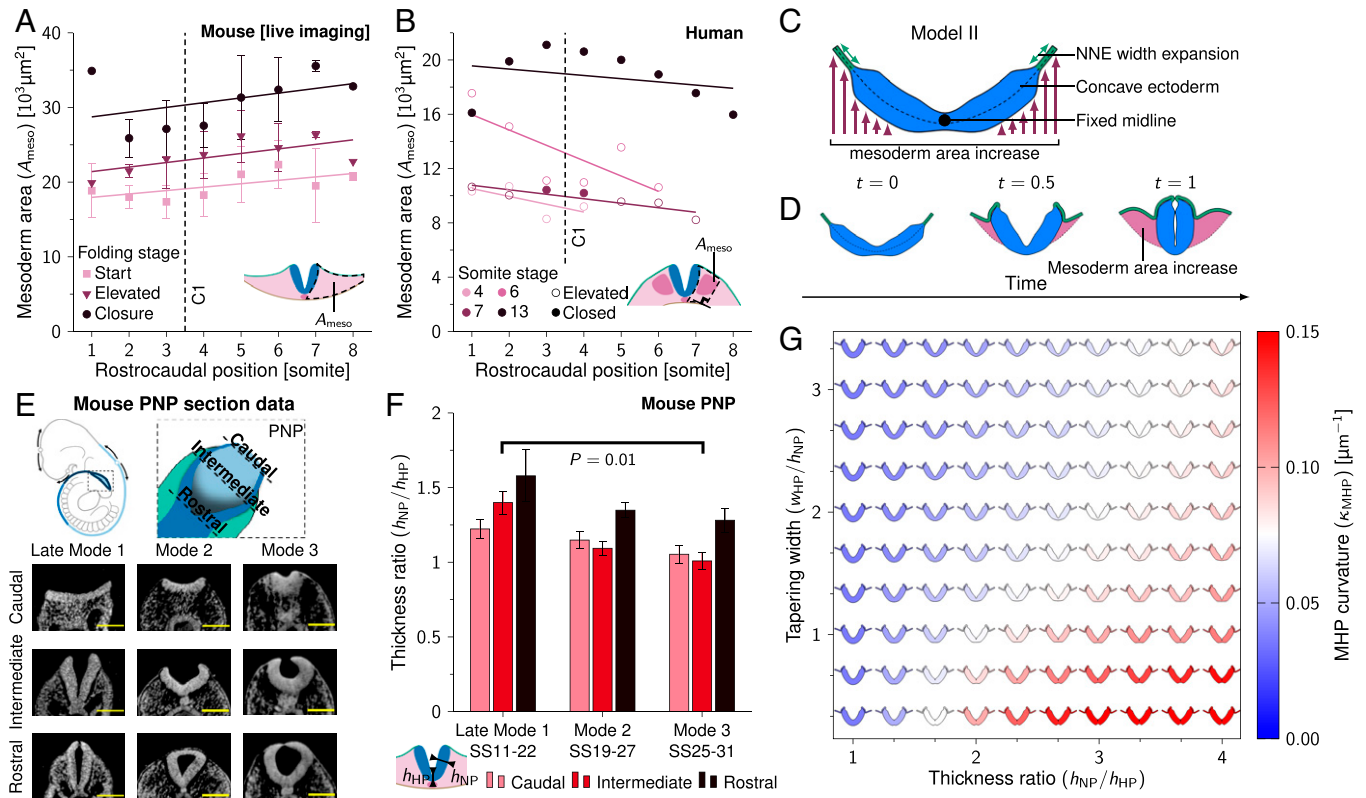 A
Mouse [live imaging]
Mesoderm area (A_meso) [10³µm²]
40
30
20
10
0
Folding stage
Start
Elevated
Closure
C1
A_meso
1 2 3 4 5 6 7 8
Rostrocaudal position [somite]
B
Human
Mesoderm area (A_meso) [10³µm²]
20
16
12
8
4
0
C1
A_meso
Somite stage
4 6 Elevated
7 13 Closed
1 2 3 4 5 6 7 8
Rostrocaudal position [somite]
C
Model II
NNE width expansion
Concave ectoderm
Fixed midline
mesoderm area increase
D
t = 0 t = 0.5 t = 1
Mesoderm area increase
Time
E
Mouse PNP section data
PNP
Caudal
Intermediate
Rostral
Late Mode 1 Mode 2 Mode 3
Caudal
Intermediate
Rostral
F
Mouse PNP
Thickness ratio (h_NP/h_HP)
2
1.5
1
0.5
0
P = 0.01
Late Mode 1 Mode 2 Mode 3
SS11-22 SS19-27 SS25-31
h_HP h_NP
Caudal Intermediate Rostral
G
Tapering width (w_HP/h_NP)
3
2
1
1 2 3 4
Thickness ratio (h_NP/h_HP)
0.15
0.10
0.05
0.00
MHP curvature (κ_MHP) [µm⁻¹]